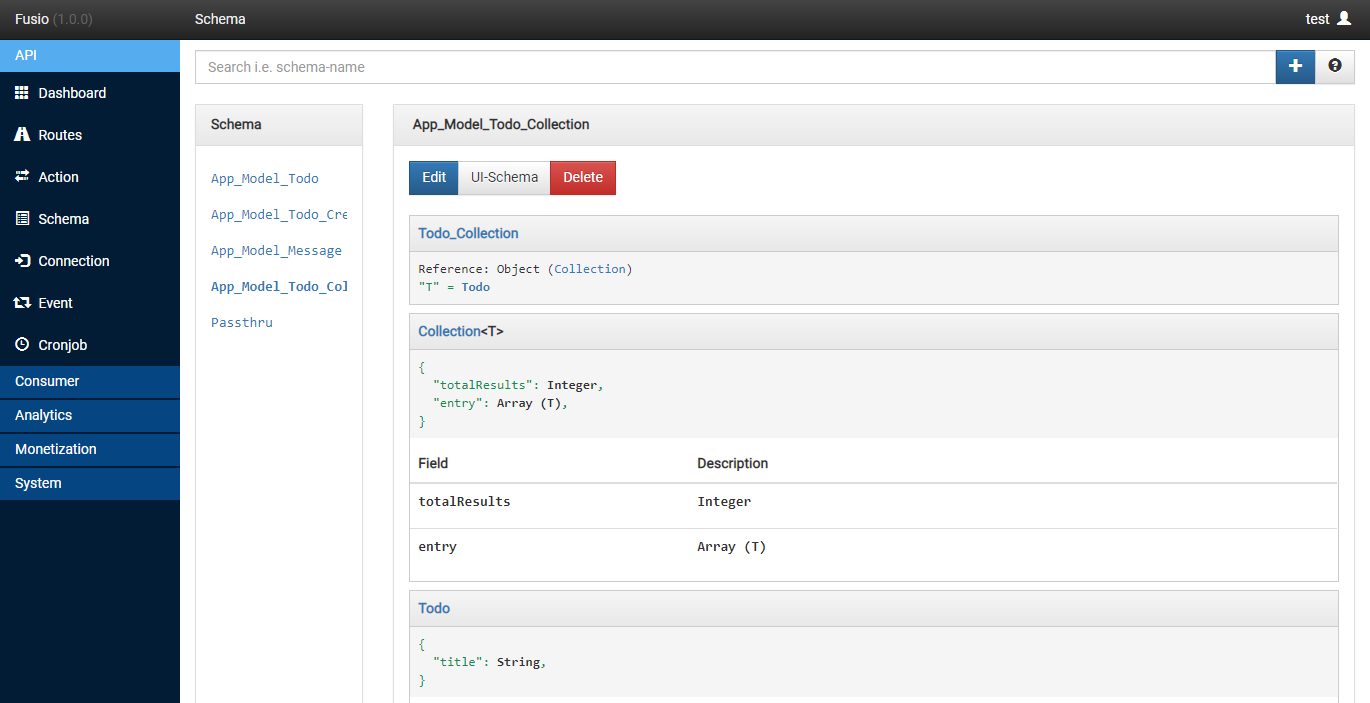 Fusio (1.0.0)
Schema
test
API
Dashboard
Routes
Action
Schema
Connection
Event
Cronjob
Consumer
Analytics
Monetization
System
Search i.e. schema-name
Schema
App_Model_Todo
App_Model_Todo_Cre
App_Model_Message
App_Model_Todo_Col
Passthru
App_Model_Todo_Collection
Edit UI-Schema Delete
Todo_Collection
Reference: Object (Collection)
"T" = Todo
Collection<T>
{
"totalResults": Integer,
"entry": Array (T),
}
Field Description
totalResults Integer
entry Array (T)
Todo
{
"title": String,
}